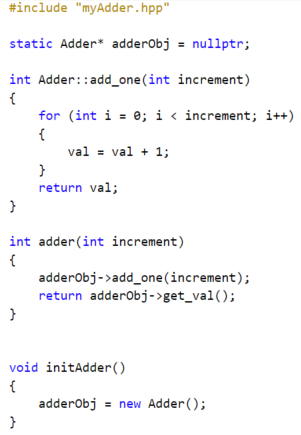 #include "myAdder.hpp"
static Adder* adderObj = nullptr;
int Adder::add_one(int increment)
{
    for (int i = 0; i < increment; i++)
    {
        val = val + 1;
    }
    return val;
}
int adder(int increment)
{
    adderObj->add_one(increment);
    return adderObj->get_val();
}
void initAdder()
{
    adderObj = new Adder();
}